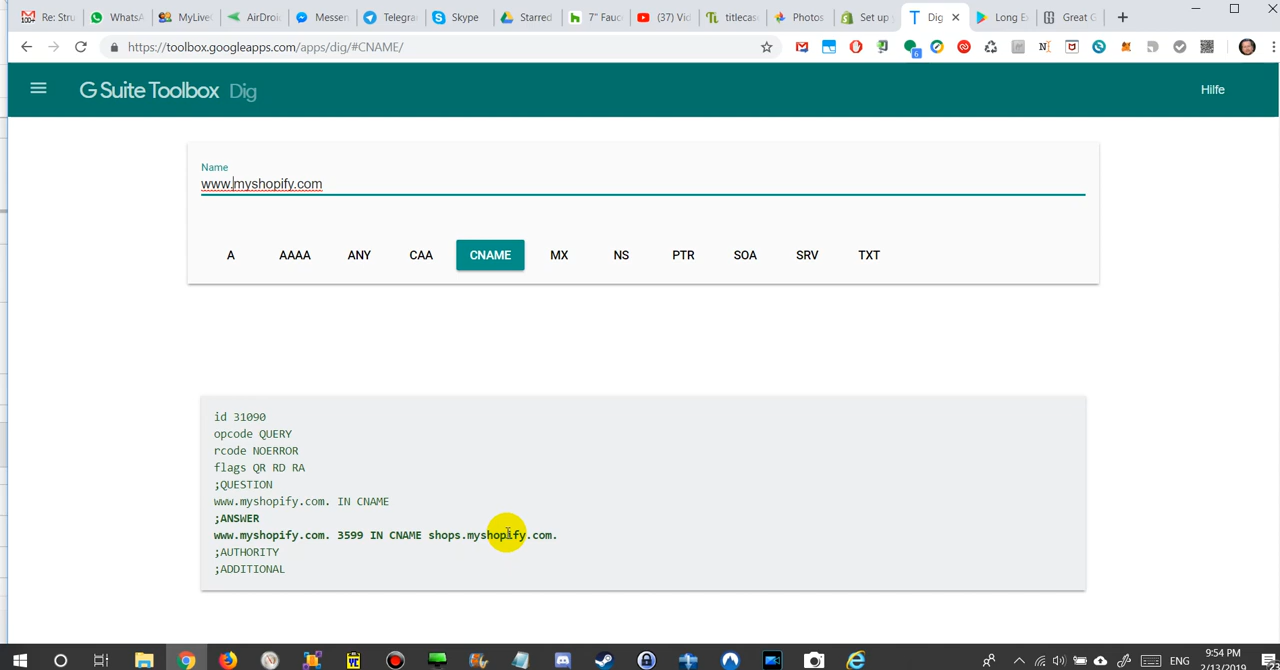 Re: Stru
WhatsA
MyLive
AirDroi
Messen
Telegra
Skype
Starred
7" Fauc
(37) Vid
titlecas
Photos
Set up
Dig
Long E
Great G
https://toolbox.googleapps.com/apps/dig/#CNAME/
6
G Suite Toolbox Dig
Hilfe
Name
www.myshopify.com
A AAAA ANY CAA CNAME MX NS PTR SOA SRV TXT
id 31090
opcode QUERY
rcode NOERROR
flags QR RD RA
;QUESTION
www.myshopify.com. IN CNAME
;ANSWER
www.myshopify.com. 3599 IN CNAME shops.myshopify.com.
;AUTHORITY
;ADDITIONAL
ENG
9:54 PM
2/13/2019